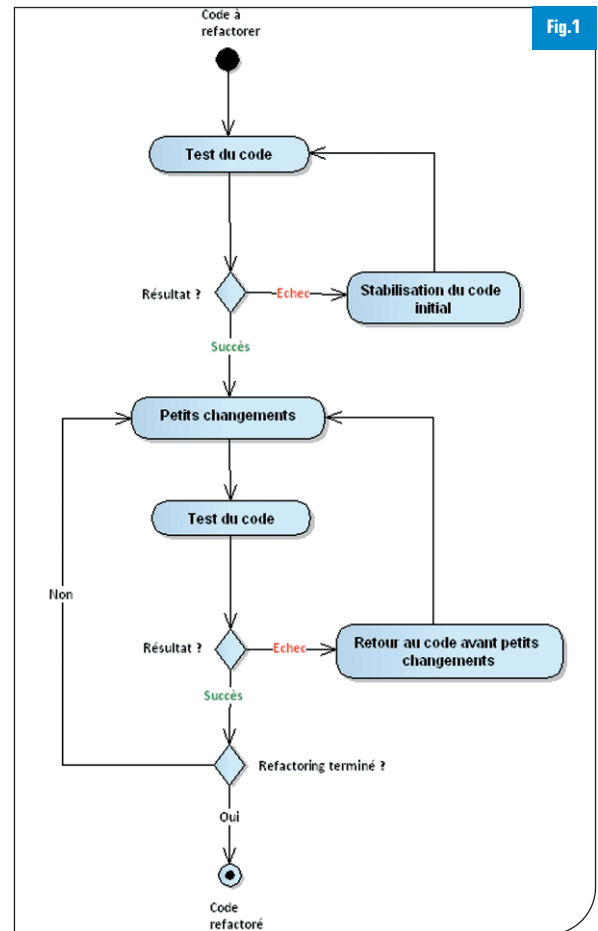 Fig.1
Code à
refactorer
Test du code
Résultat ?
Echec
Stabilisation du code
initial
Succès
Petits changements
Test du code
Non
Résultat ?
Echec
Retour au code avant petits
changements
Succès
Refactoring terminé ?
Oui
Code
refactoré